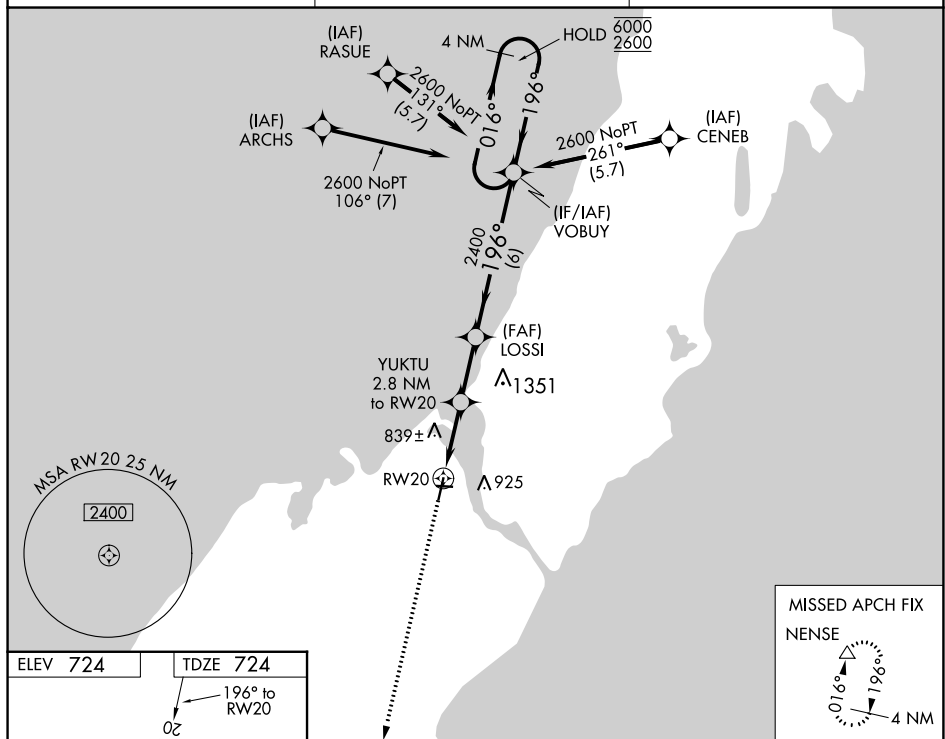 (IAF)
RASUE
4 NM
HOLD
6000
2600
2600 NoPT
131°
(5.7)
016°
196°
(IAF)
ARCHS
2600 NoPT
106° (7)
2600 NoPT
261°
(5.7)
(IAF)
CENEB
(IF/IAF)
VOBUY
2400
196°
(6)
(FAF)
LOSSI
YUKTU
2.8 NM
to RW20
1351
839±
RW20
925
MSA RW20 25 NM
2400
MISSED APCH FIX
NENSE
016°
196°
4 NM
ELEV 724
TDZE 724
196° to
RW20
20